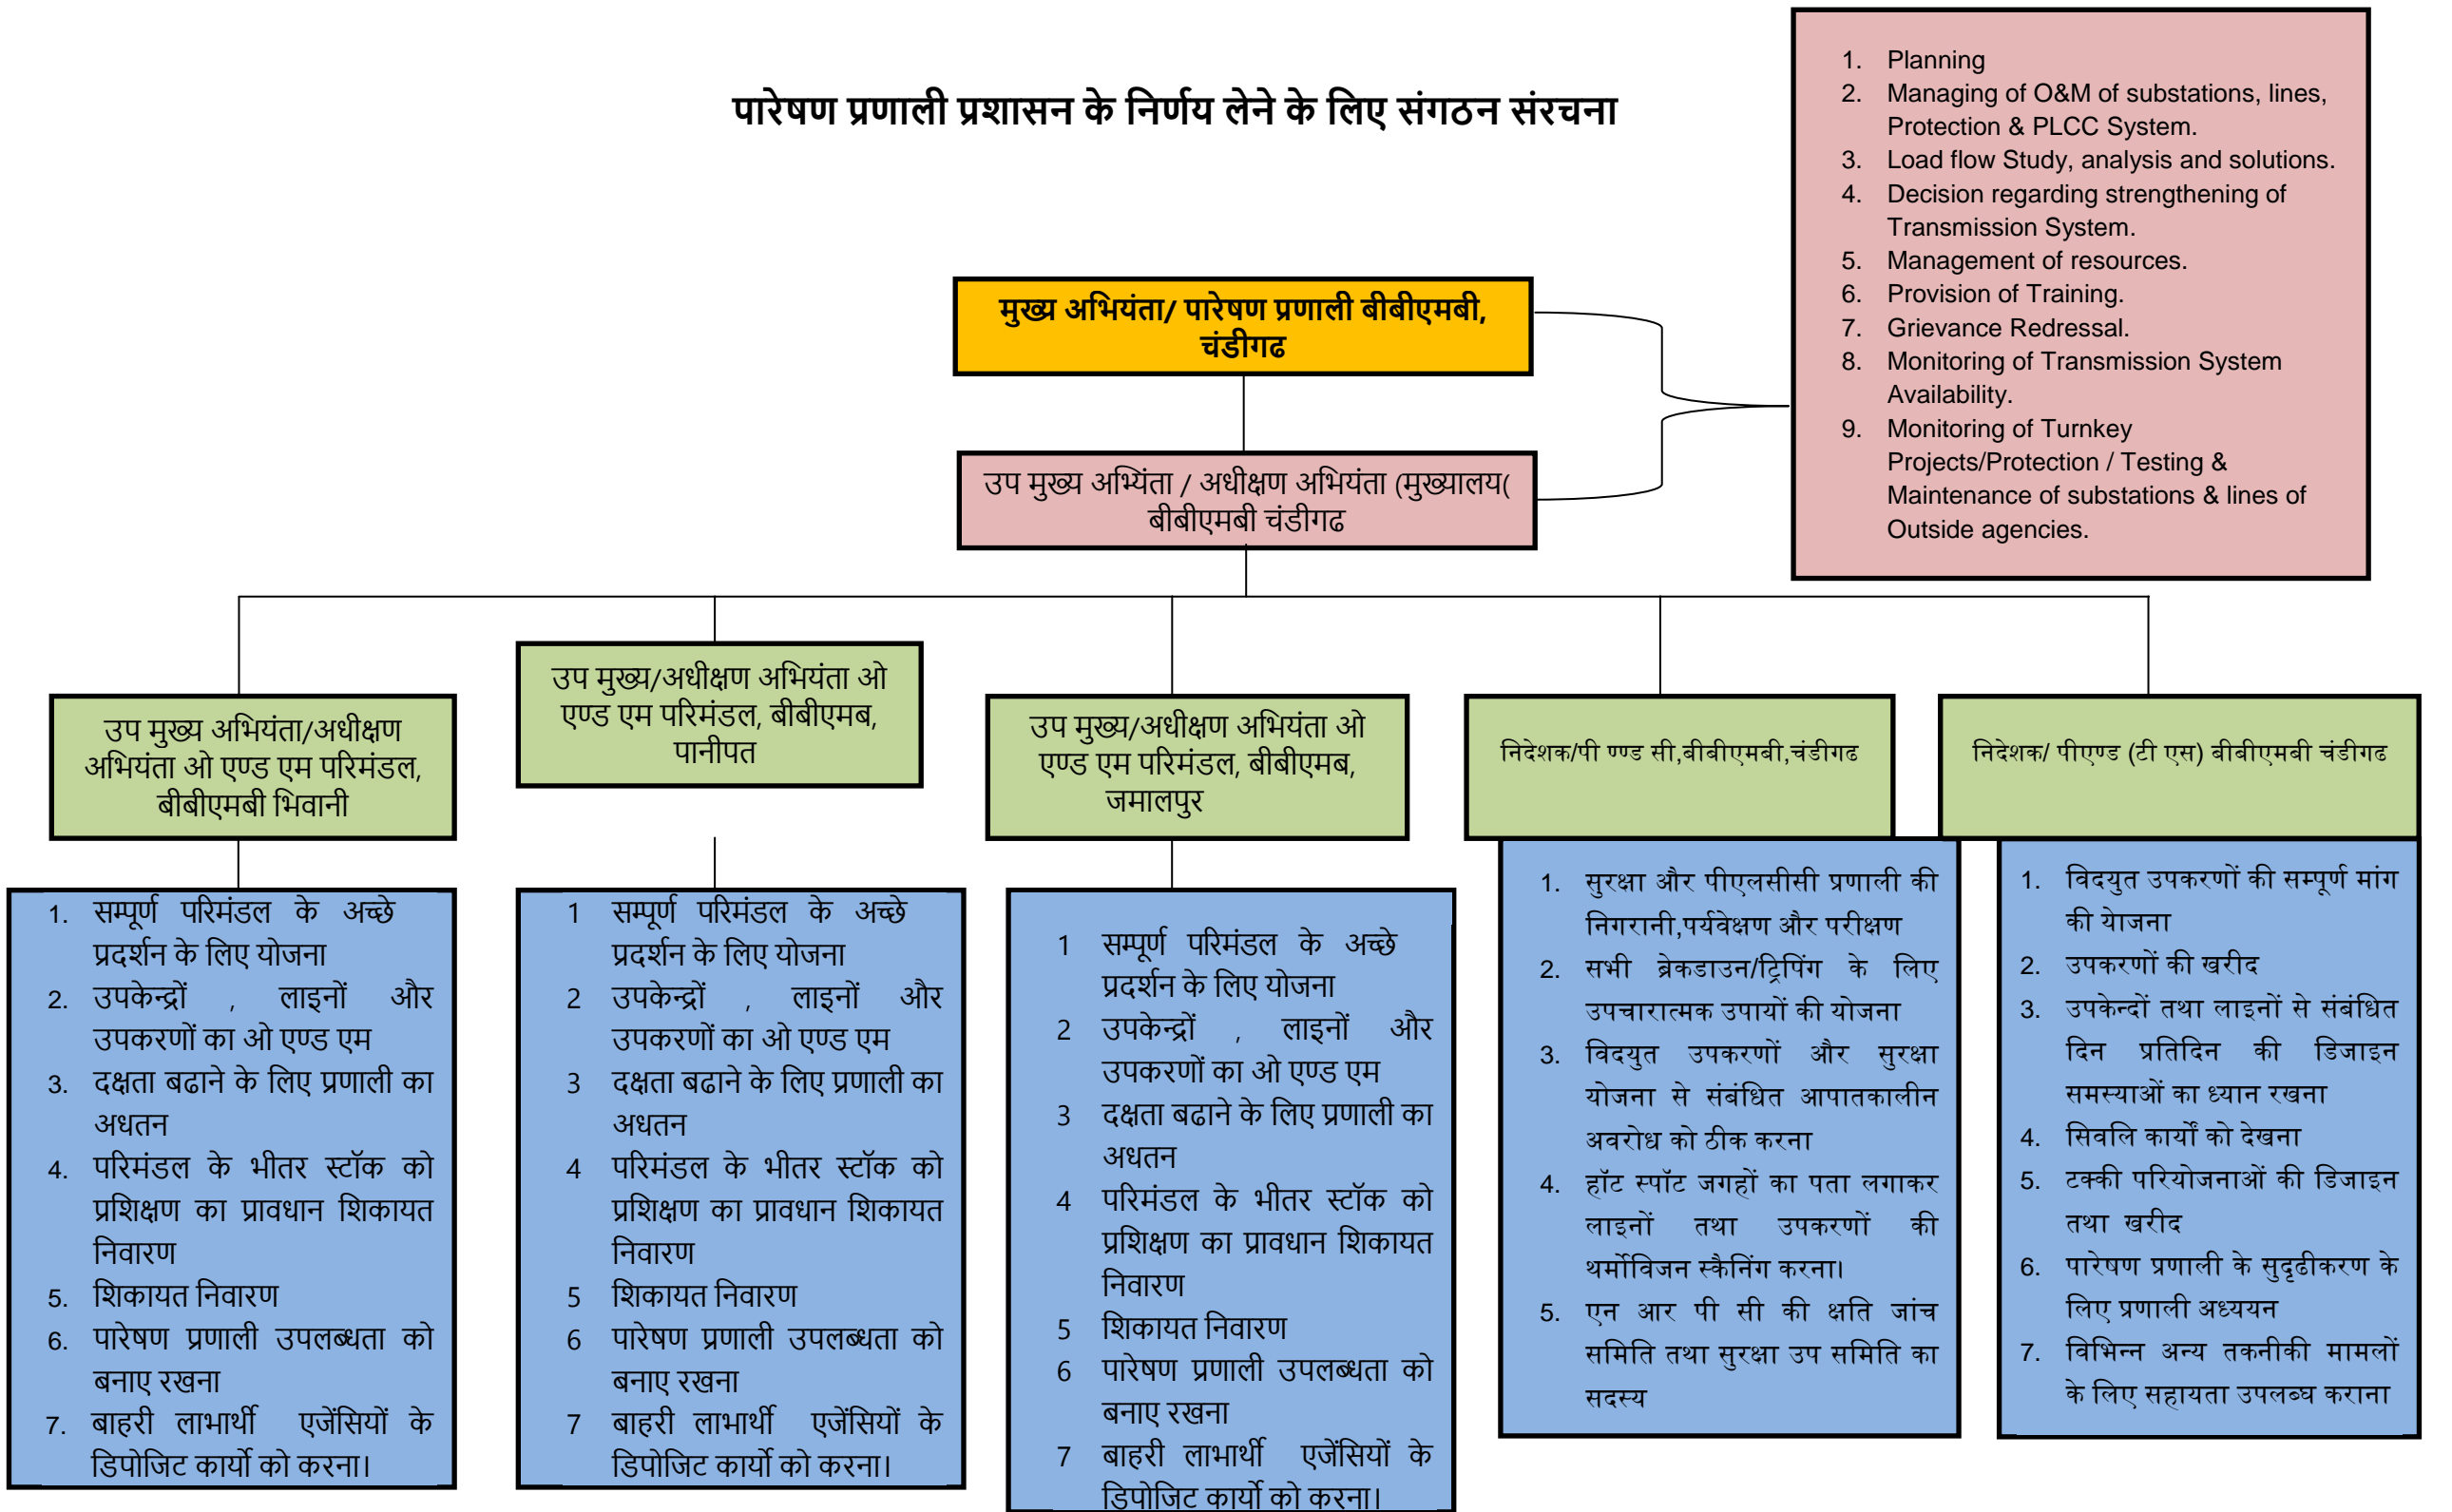 पारेषण प्रणाली प्रशासन के निर्णय लेने के लिए संगठन संरचना
1. Planning
2. Managing of O&M of substations, lines,
Protection & PLCC System.
3. Load flow Study, analysis and solutions.
4. Decision regarding strengthening of
Transmission System.
5. Management of resources.
6. Provision of Training.
7. Grievance Redressal.
8. Monitoring of Transmission System
Availability.
9. Monitoring of Turnkey
Projects/Protection / Testing &
Maintenance of substations & lines of
Outside agencies.
मुख्य अभियंता/ पारेषण प्रणाली बीबीएमबी,
चंडीगढ
उप मुख्य अभ्यिंता / अधीक्षण अभियंता (मुख्यालय(
बीबीएमबी चंडीगढ
उप मुख्य अभियंता/अधीक्षण
अभियंता ओ एण्ड एम परिमंडल,
बीबीएमबी भिवानी
उप मुख्य/अधीक्षण अभियंता ओ
एण्ड एम परिमंडल, बीबीएमब,
पानीपत
उप मुख्य/अधीक्षण अभियंता ओ
एण्ड एम परिमंडल, बीबीएमब,
जमालपुर
निदेशक/पी ण्ण्ड सी,बीबीएमबी,चंडीगढ
निदेशक/ पीएण्ड (टी एस) बीबीएमबी चंडीगढ
1. सम्पूर्ण परिमंडल के अच्छे
प्रदर्शन के लिए योजना
2. उपकेन्द्रों , लाइनों और
उपकरणों का ओ एण्ड एम
3. दक्षता बढाने के लिए प्रणाली का
अधतन
4. परिमंडल के भीतर स्टॉक को
प्रशिक्षण का प्रावधान शिकायत
निवारण
5. शिकायत निवारण
6. पारेषण प्रणाली उपलब्धता को
बनाए रखना
7. बाहरी लाभार्थी एजेंसियों के
डिपोजिट कार्यो को करना।
1 सम्पूर्ण परिमंडल के अच्छे
प्रदर्शन के लिए योजना
2 उपकेन्द्रों , लाइनों और
उपकरणों का ओ एण्ड एम
3 दक्षता बढाने के लिए प्रणाली का
अधतन
4 परिमंडल के भीतर स्टॉक को
प्रशिक्षण का प्रावधान शिकायत
निवारण
5 शिकायत निवारण
6 पारेषण प्रणाली उपलब्धता को
बनाए रखना
7 बाहरी लाभार्थी एजेंसियों के
डिपोजिट कार्यो को करना।
1 सम्पूर्ण परिमंडल के अच्छे
प्रदर्शन के लिए योजना
2 उपकेन्द्रों , लाइनों और
उपकरणों का ओ एण्ड एम
3 दक्षता बढाने के लिए प्रणाली का
अधतन
4 परिमंडल के भीतर स्टॉक को
प्रशिक्षण का प्रावधान शिकायत
निवारण
5 शिकायत निवारण
6 पारेषण प्रणाली उपलब्धता को
बनाए रखना
7 बाहरी लाभार्थी एजेंसियों के
डिपोजिट कार्यो को करना।
1. सुरक्षा और पीएलसीसी प्रणाली की
निगरानी,पर्यवेक्षण और परीक्षण
2. सभी ब्रेकडाउन/ट्रिपिंग के लिए
उपचारात्मक उपायों की योजना
3. विदयुत उपकरणों और सुरक्षा
योजना से संबंधित आपातकालीन
अवरोध को ठीक करना
4. हॉट स्पॉट जगहों का पता लगाकर
लाइनों तथा उपकरणों की
थर्मोविजन स्कैनिंग करना।
5. एन आर पी सी की क्षति जांच
समिति तथा सुरक्षा उप समिति का
सदस्य
1. विदयुत उपकरणों की सम्पूर्ण मांग
की येाजना
2. उपकरणों की खरीद
3. उपकेन्दों तथा लाइनों से संबंधित
दिन प्रतिदिन की डिजाइन
समस्याओं का ध्यान रखना
4. सिवलि कार्यों को देखना
5. टक्की परियोजनाओं की डिजाइन
तथा खरीद
6. पारेषण प्रणाली के सुदृढीकरण के
लिए प्रणाली अध्ययन
7. विभिन्न अन्य तकनीकी मामलों
के लिए सहायता उपलब्घ कराना